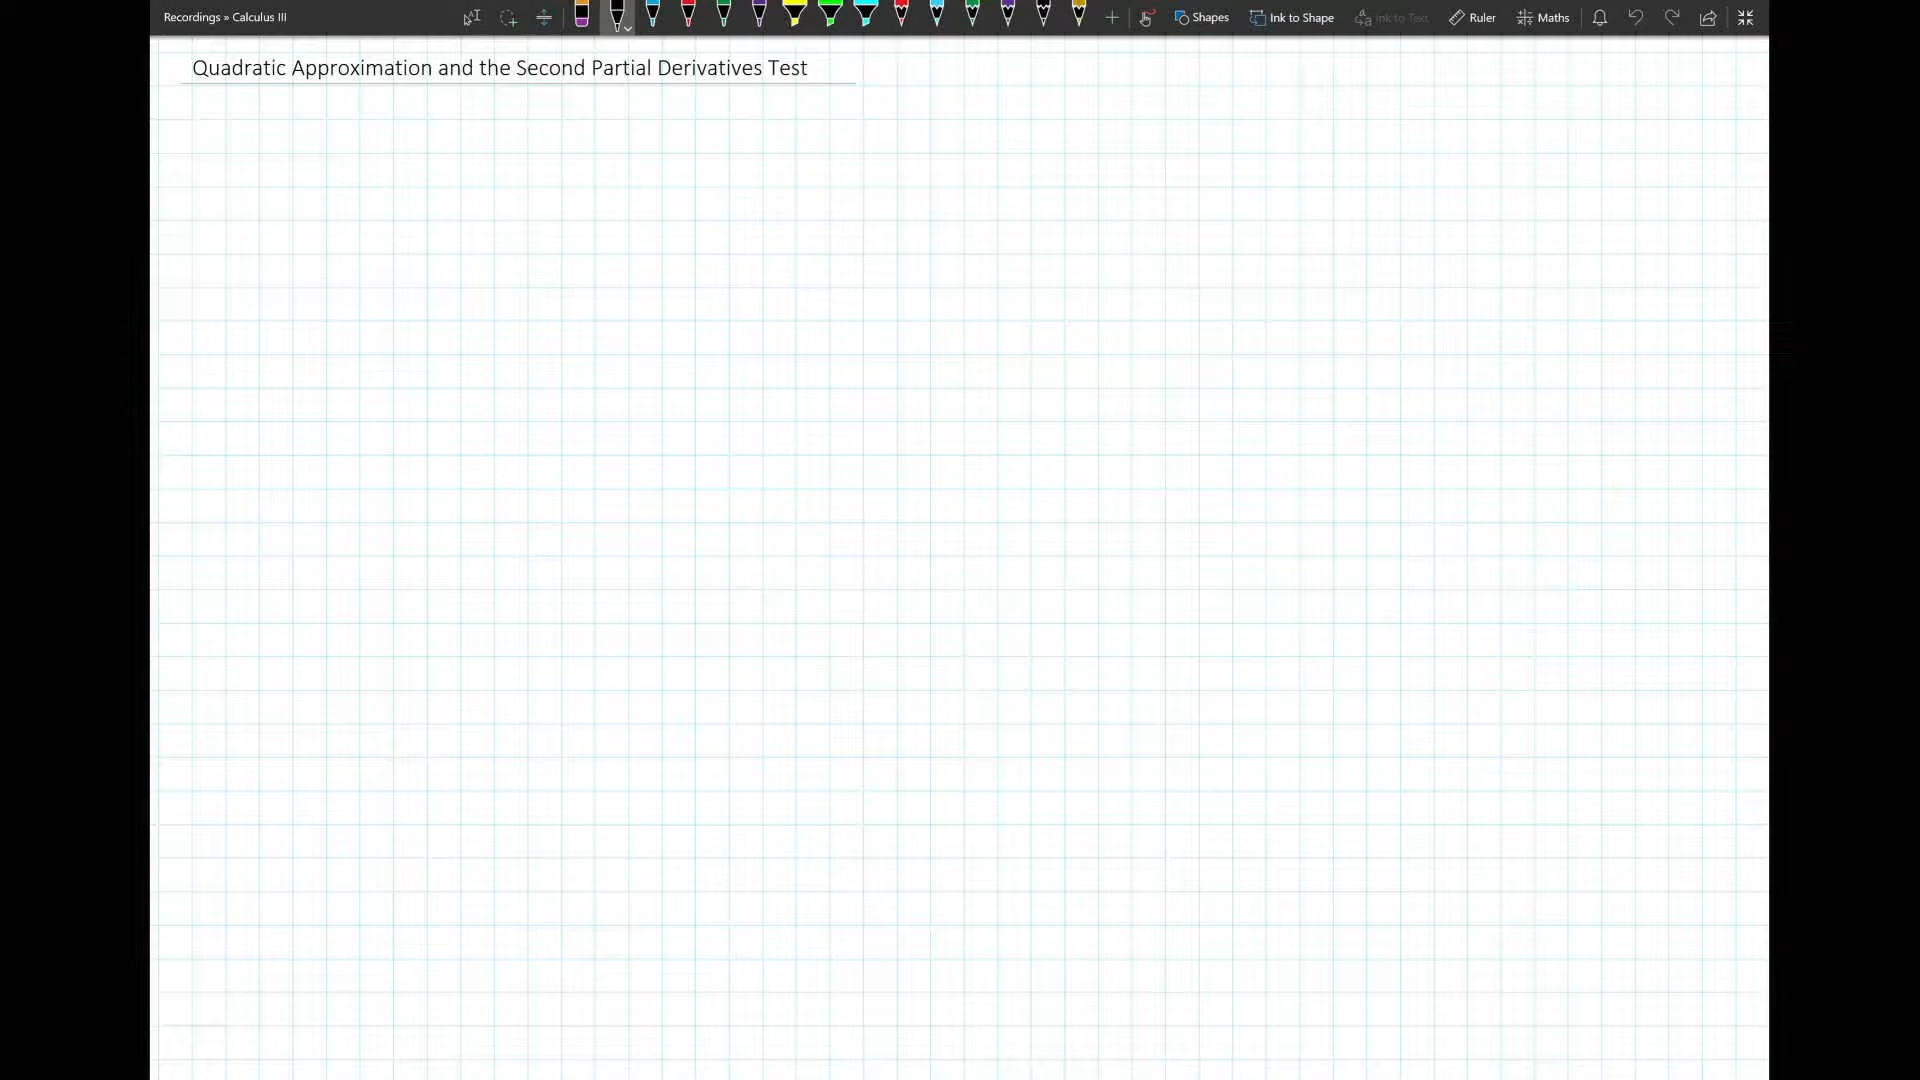 Recordings » Calculus III
Shapes Ink to Shape Ink to Text Ruler Maths
Quadratic Approximation and the Second Partial Derivatives Test